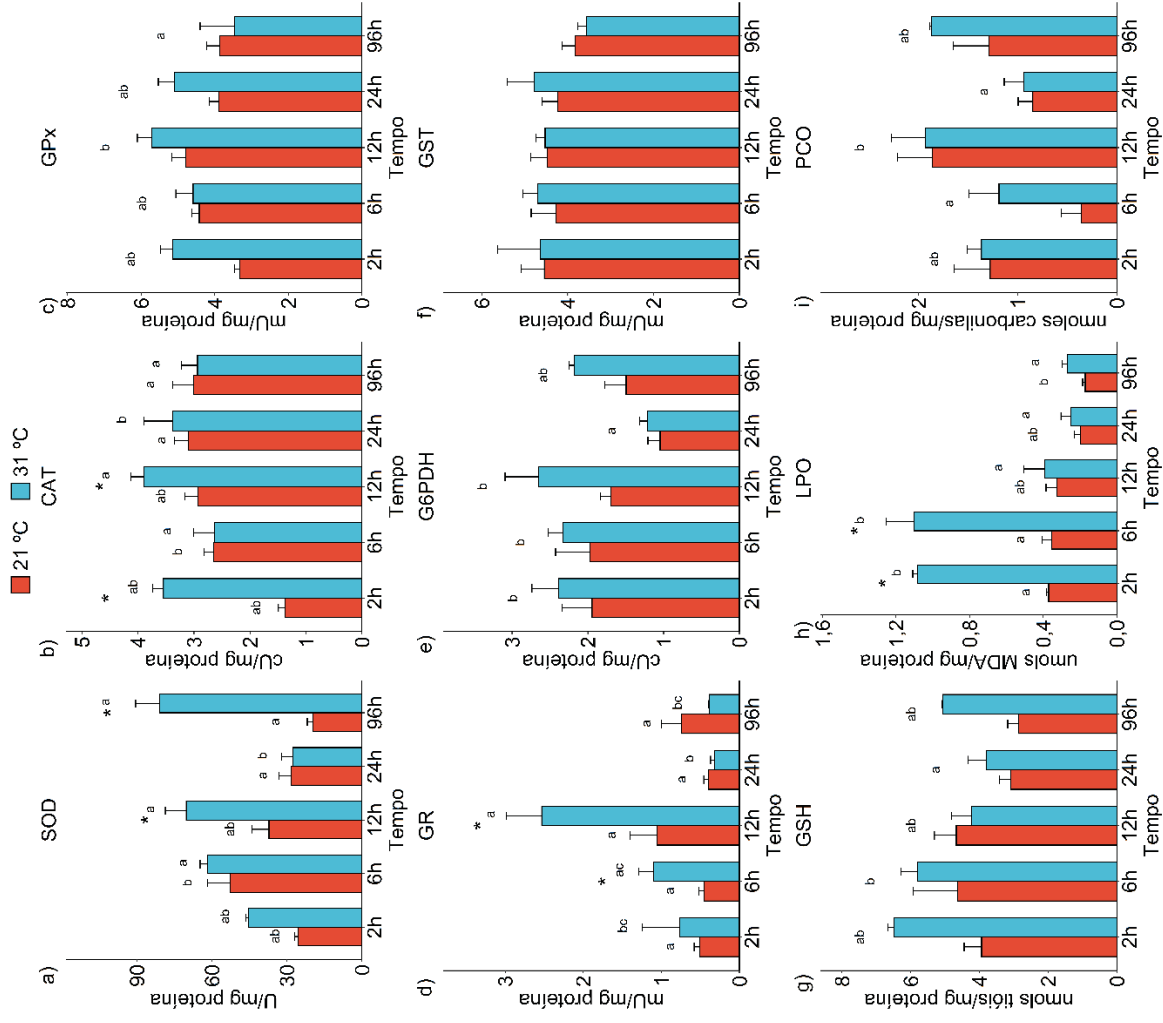 21 ºC
31 ºC
a)
SOD
U/mg proteína
90
60
30
0
ab
ab
b
a
ab
* a
a
b
a
* a
2h 6h 12h 24h 96h
Tempo
b)
CAT
cU/mg proteína
5
4
3
2
1
0
ab
*
ab
b
a
ab
* a
a
b
a
a
2h 6h 12h 24h 96h
Tempo
c)
GPx
mU/mg proteína
8
6
4
2
0
ab
ab
b
ab
a
2h 6h 12h 24h 96h
Tempo
d)
GR
mU/mg proteína
3
2
1
0
a
bc
a
*
ac
a
*
a
a
b
a
bc
2h 6h 12h 24h 96h
Tempo
e)
G6PDH
cU/mg proteína
3
2
1
0
b
b
b
a
ab
2h 6h 12h 24h 96h
Tempo
f)
GST
mU/mg proteína
6
4
2
0
2h 6h 12h 24h 96h
Tempo
g)
GSH
nmols tióis/mg proteína
8
6
4
2
0
ab
b
ab
a
ab
2h 6h 12h 24h 96h
Tempo
h)
LPO
umols MDA/mg proteína
1,6
1,2
0,8
0,4
0,0
a
* b
a
* b
ab
a
ab
a
b
a
2h 6h 12h 24h 96h
Tempo
i)
PCO
nmoles carbonilas/mg proteína
2
1
0
ab
a
b
a
ab
2h 6h 12h 24h 96h
Tempo